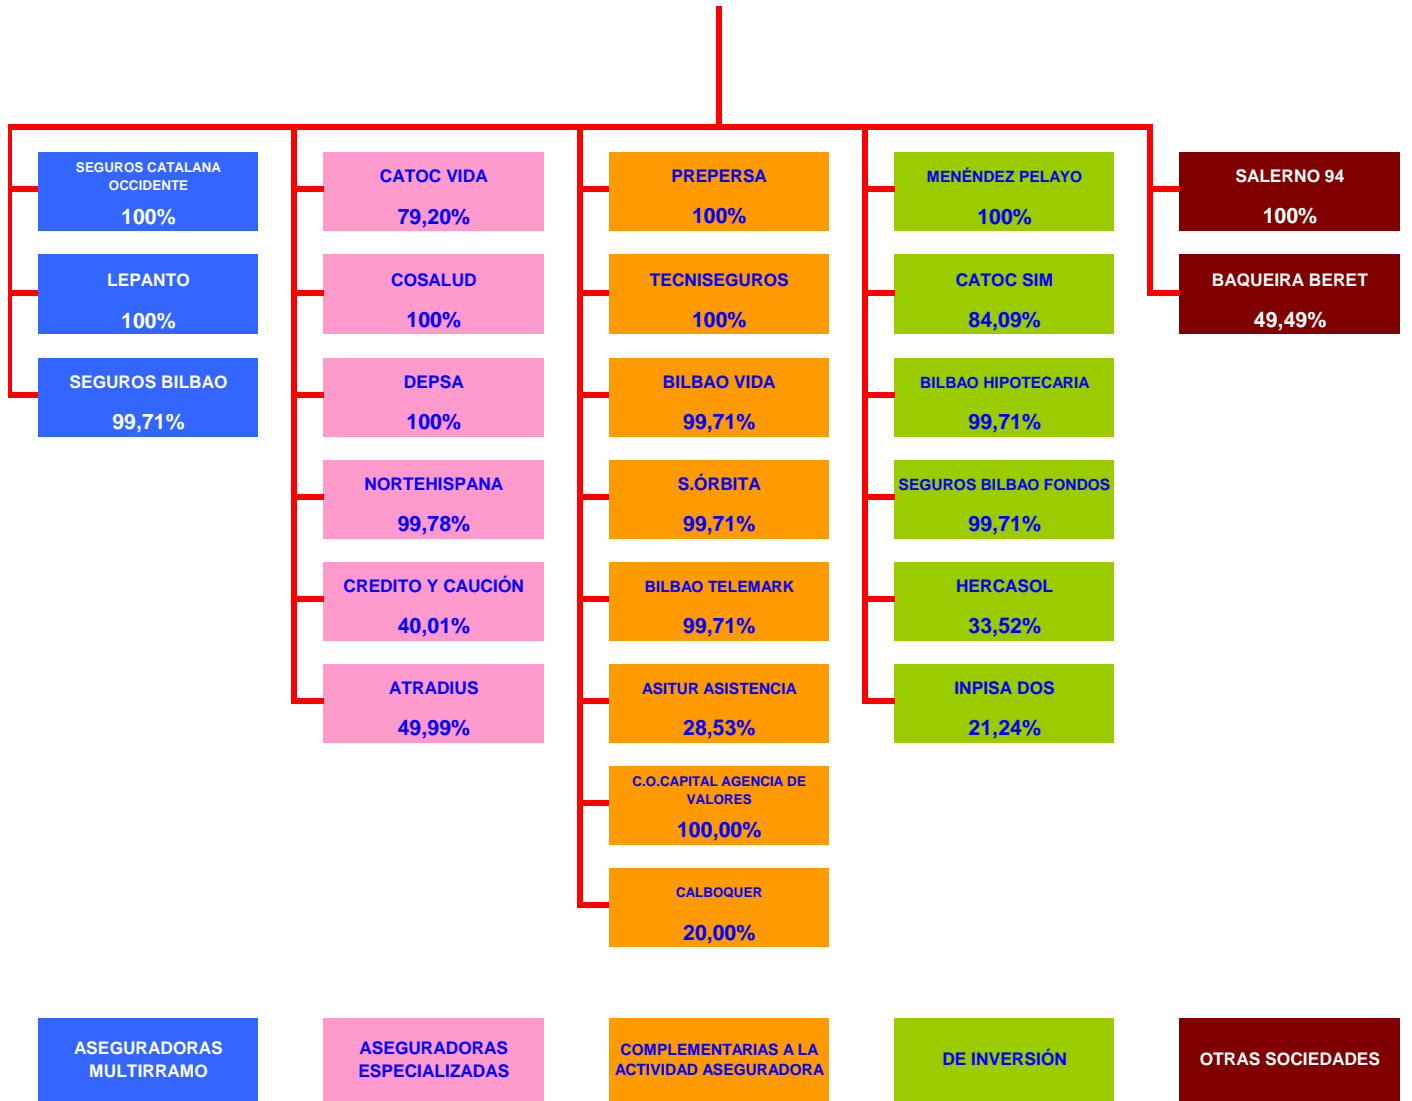 SEGUROS CATALANA
OCCIDENTE
100%
LEPANTO
100%
SEGUROS BILBAO
99,71%
CATOC VIDA
79,20%
COSALUD
100%
DEPSA
100%
NORTEHISPANA
99,78%
CREDITO Y CAUCIÓN
40,01%
ATRADIUS
49,99%
PREPERSA
100%
TECNISEGUROS
100%
BILBAO VIDA
99,71%
S.ÓRBITA
99,71%
BILBAO TELEMARK
99,71%
ASITUR ASISTENCIA
28,53%
C.O.CAPITAL AGENCIA DE
VALORES
100,00%
CALBOQUER
20,00%
MENÉNDEZ PELAYO
100%
CATOC SIM
84,09%
BILBAO HIPOTECARIA
99,71%
SEGUROS BILBAO FONDOS
99,71%
HERCASOL
33,52%
INPISA DOS
21,24%
SALERNO 94
100%
BAQUEIRA BERET
49,49%
ASEGURADORAS
MULTIRRAMO
ASEGURADORAS
ESPECIALIZADAS
COMPLEMENTARIAS A LA
ACTIVIDAD ASEGURADORA
DE INVERSIÓN
OTRAS SOCIEDADES